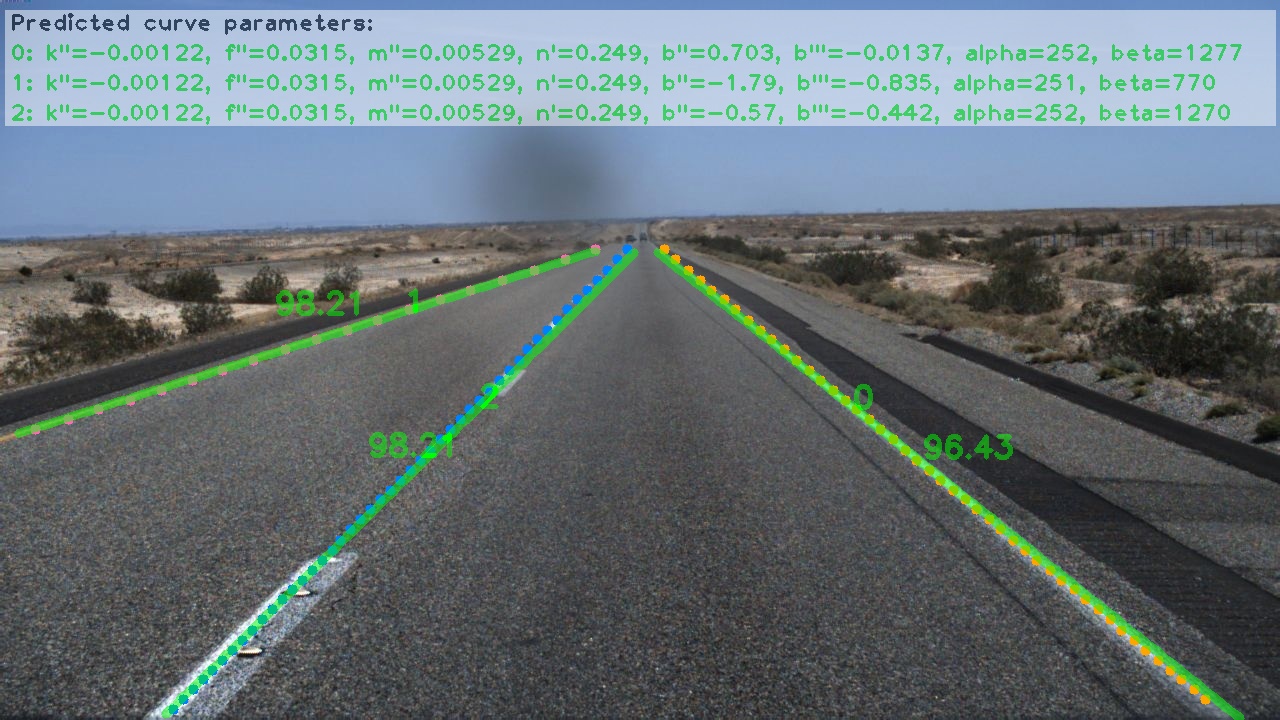 Predicted curve parameters:
0: k"=-0.00122, f"=0.0315, m"=0.00529, n'=0.249, b"=0.703, b"'=-0.0137, alpha=252, beta=1277
1: k"=-0.00122, f"=0.0315, m"=0.00529, n'=0.249, b"=-1.79, b"'=-0.835, alpha=251, beta=770
2: k"=-0.00122, f"=0.0315, m"=0.00529, n'=0.249, b"=-0.57, b"'=-0.442, alpha=252, beta=1270
98.21 1
2 0
98.21 96.43